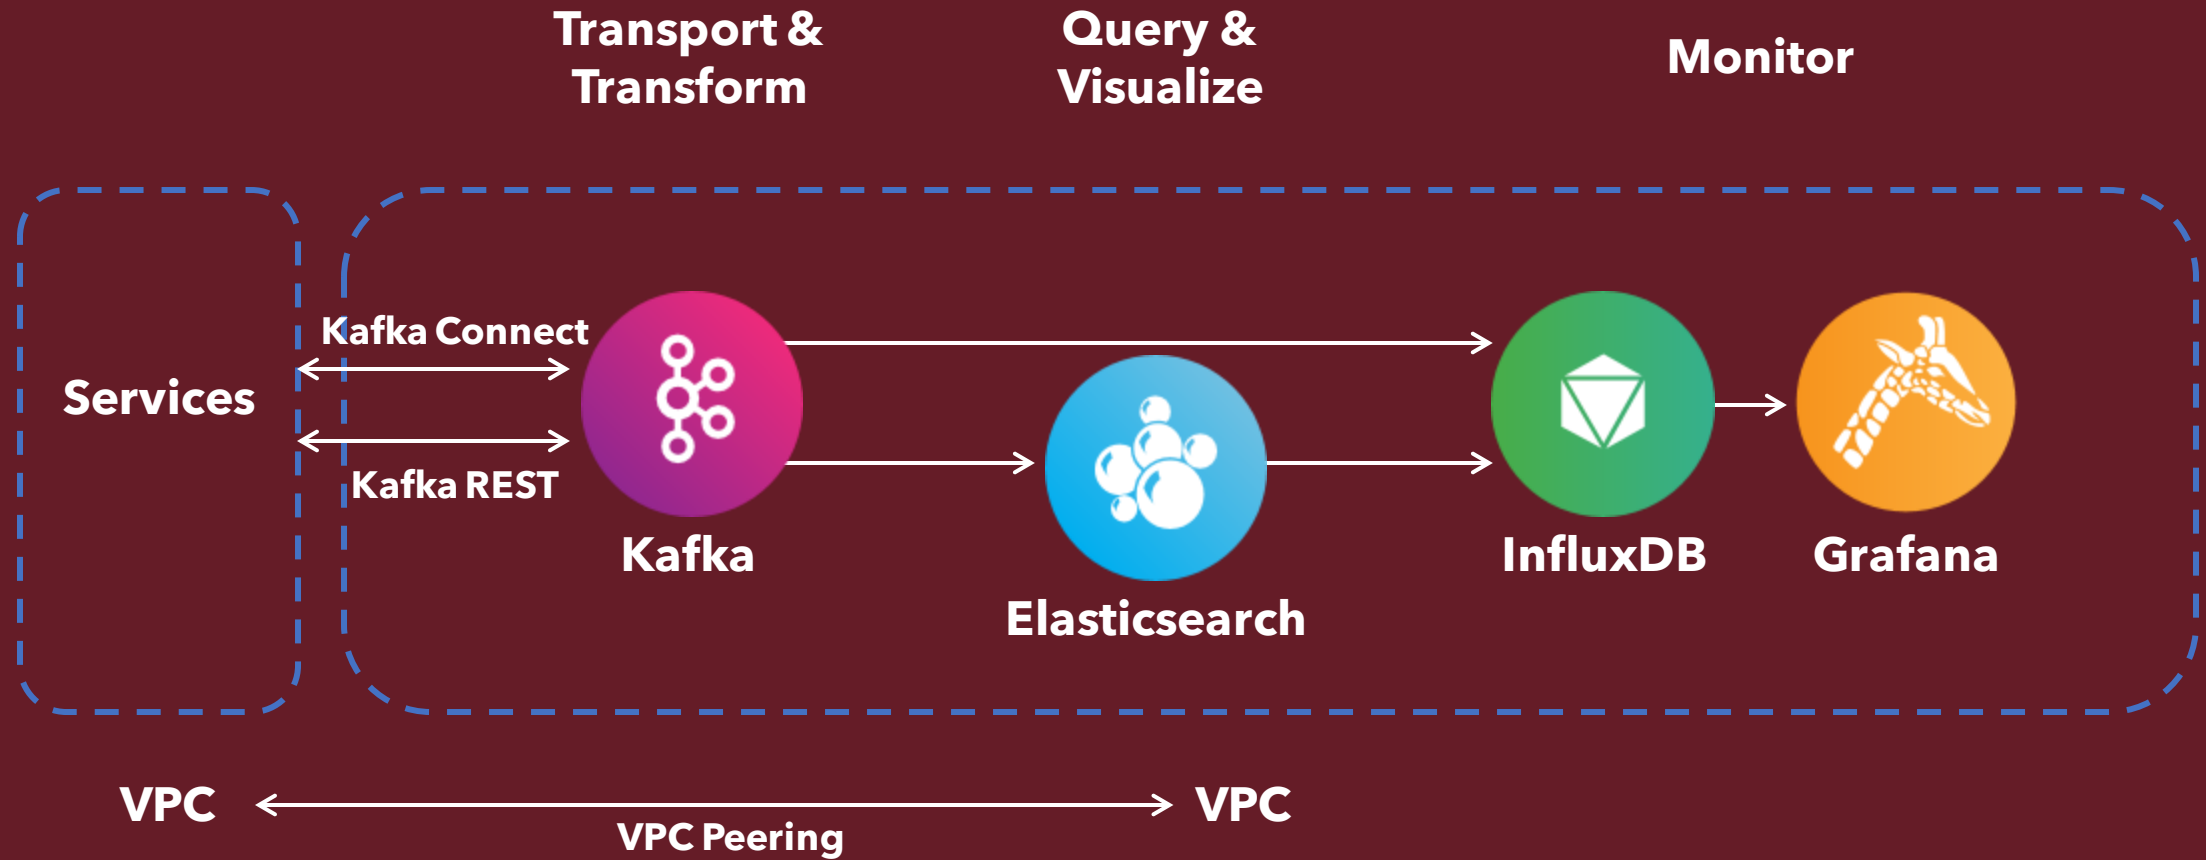 Transport &
Transform
Query &
Visualize
Monitor
Services
Kafka Connect
Kafka REST
Kafka
Elasticsearch
InfluxDB
Grafana
VPC
VPC Peering
VPC